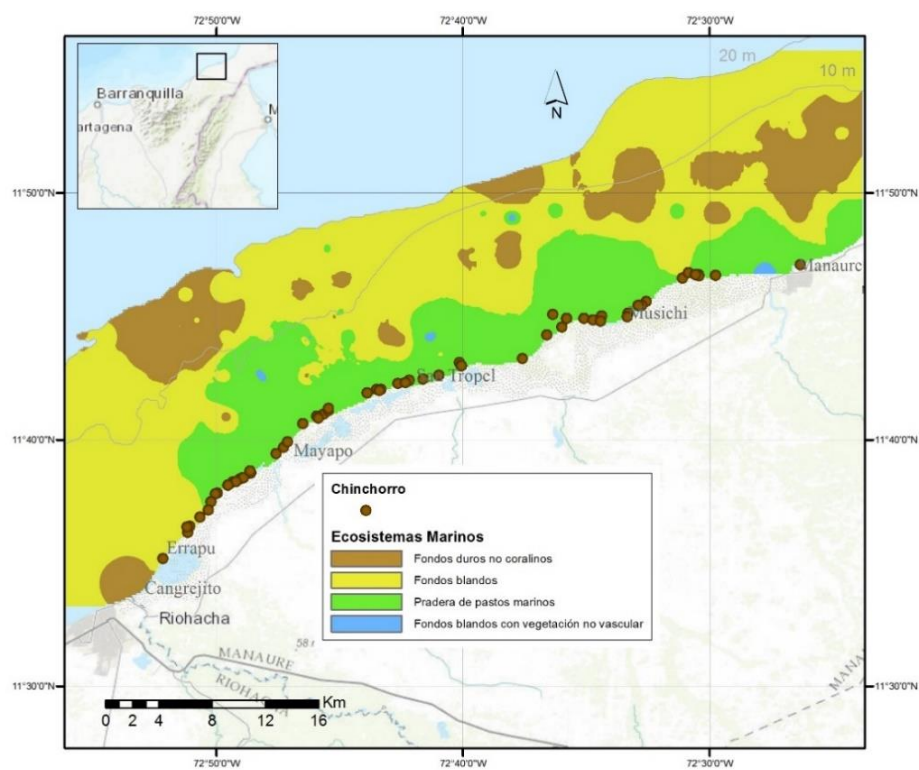 72°50'0"W 72°40'0"W 72°30'0"W
20 m
10 m
Barranquilla
artagena
M
N
11°50'0"N 11°50'0"N
Manaure
Musichi
San Tropel
11°40'0"N 11°40'0"N
Mayapo
Chinchorro
Ecosistemas Marinos
Fondos duros no coralinos
Fondos blandos
Pradera de pastos marinos
Fondos blandos con vegetación no vascular
Errapu
Cangrejito
Riohacha
58 r
MANAURE
RIOHACHA
MANA
11°30'0"N 11°30'0"N
Km
0 2 4 8 12 16
72°50'0"W 72°40'0"W 72°30'0"W